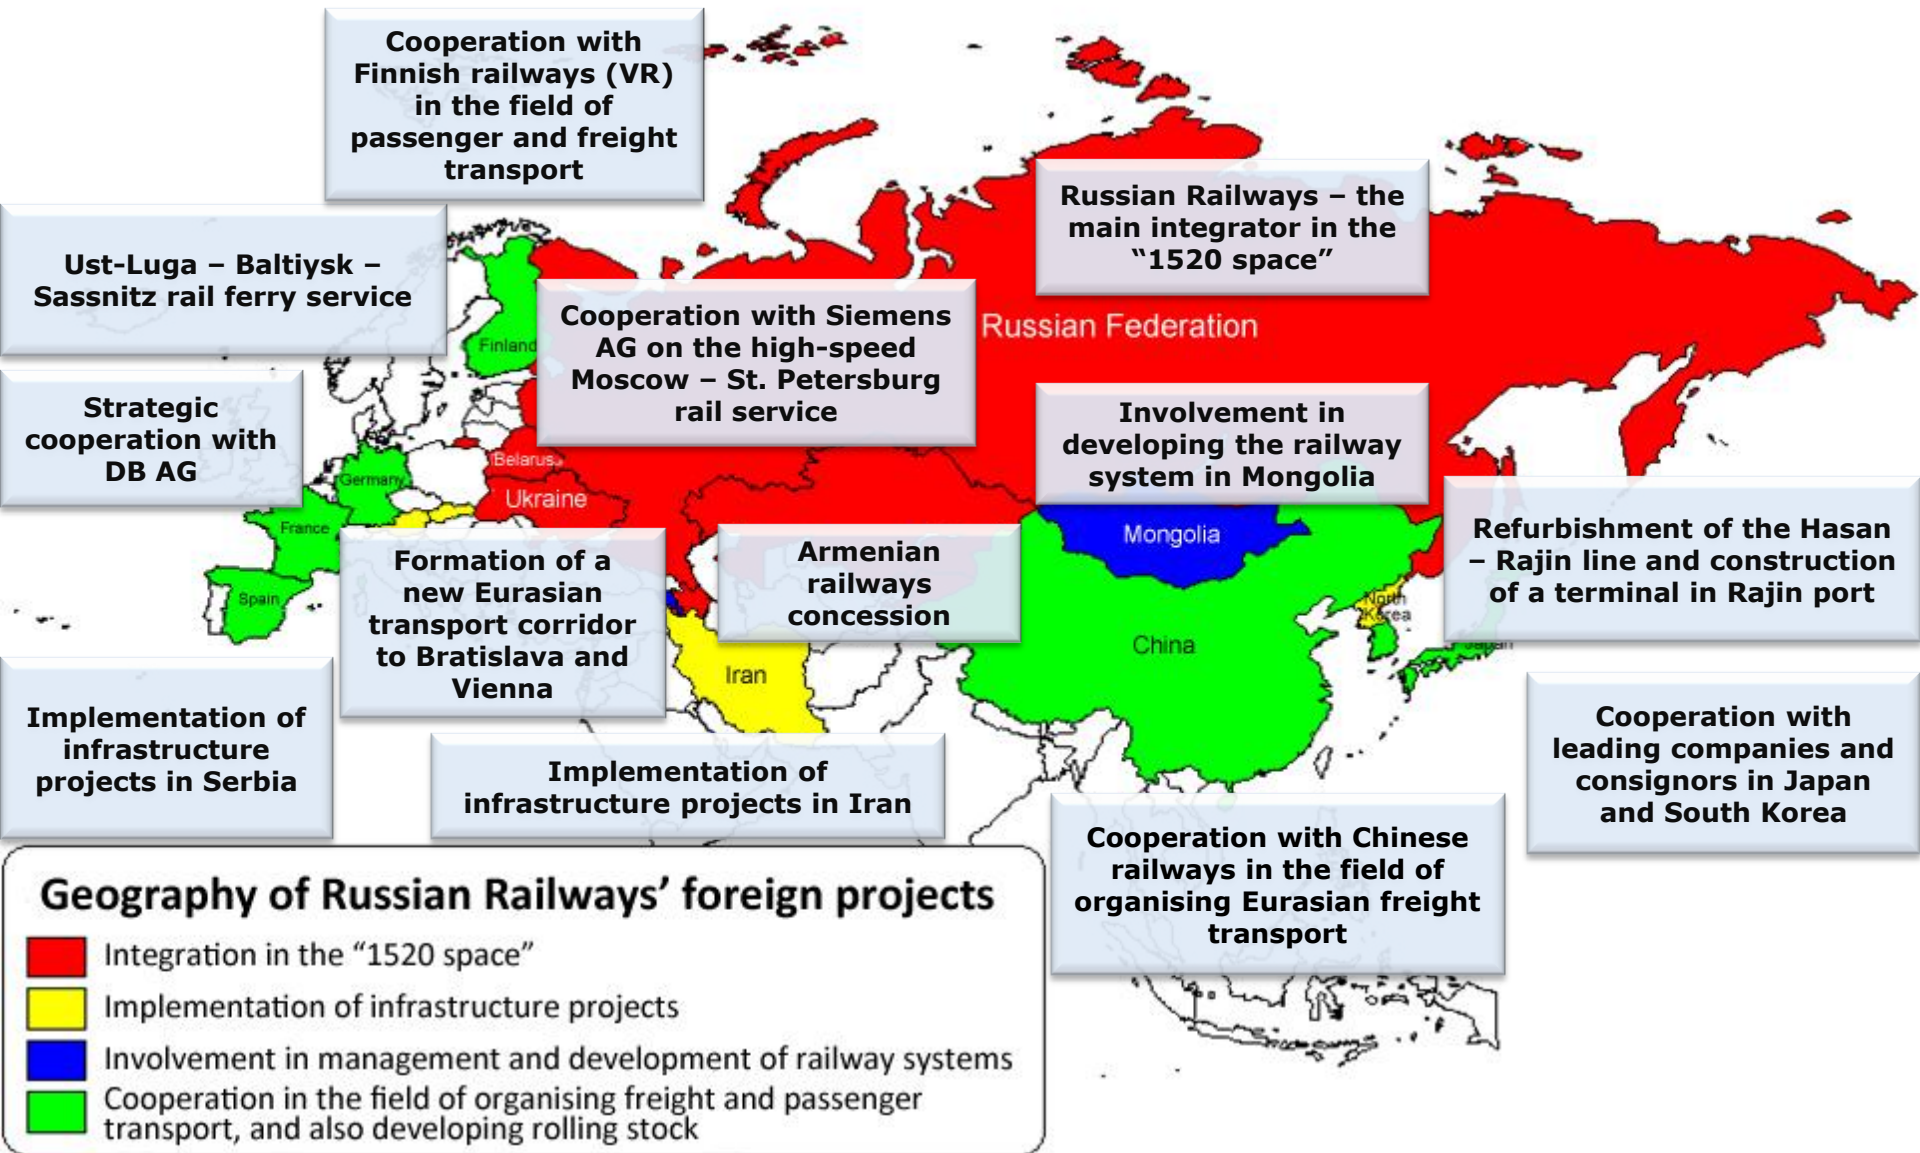 Cooperation with
Finnish railways (VR)
in the field of
passenger and freight
transport
Russian Railways – the
main integrator in the
“1520 space”
Ust-Luga – Baltiysk –
Sassnitz rail ferry service
Cooperation with Siemens
AG on the high-speed
Moscow – St. Petersburg
rail service
Russian Federation
Finland
Strategic
cooperation with
DB AG
Involvement in
developing the railway
system in Mongolia
Belarus
Germany
Ukraine
France
Spain
Mongolia
Refurbishment of the Hasan
– Rajin line and construction
of a terminal in Rajin port
Formation of a
new Eurasian
transport corridor
to Bratislava and
Vienna
Armenian
railways
concession
North
Korea
China
Japan
Iran
Implementation of
infrastructure
projects in Serbia
Implementation of
infrastructure projects in Iran
Cooperation with
leading companies and
consignors in Japan
and South Korea
Cooperation with Chinese
railways in the field of
organising Eurasian freight
transport
Geography of Russian Railways’ foreign projects
Integration in the “1520 space”
Implementation of infrastructure projects
Involvement in management and development of railway systems
Cooperation in the field of organising freight and passenger
transport, and also developing rolling stock